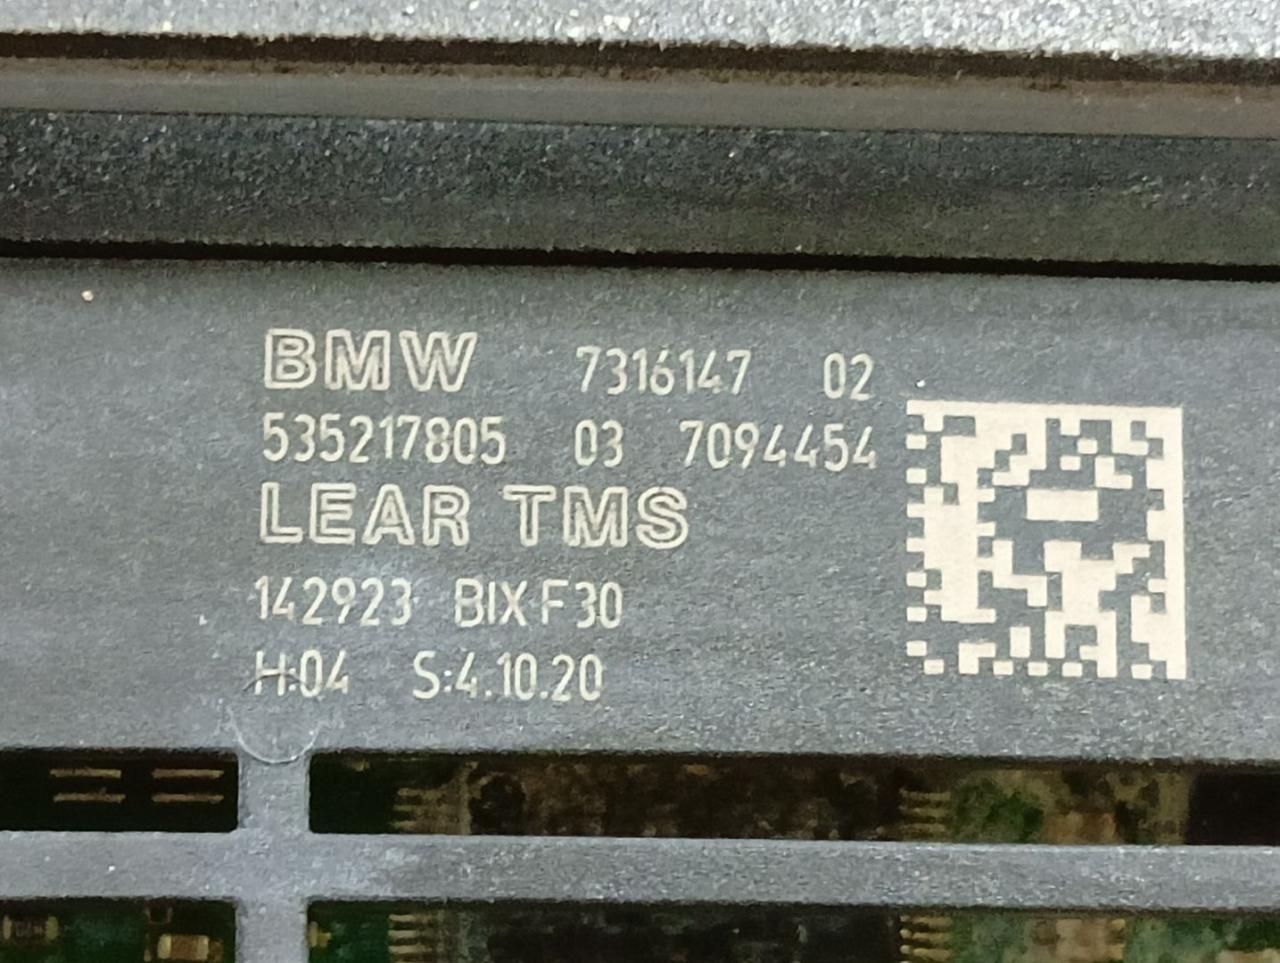 BMW 7316147 02
535217805 03 7094454
LEAR TMS
142923 BIX F30
H:04 S:4.10.20